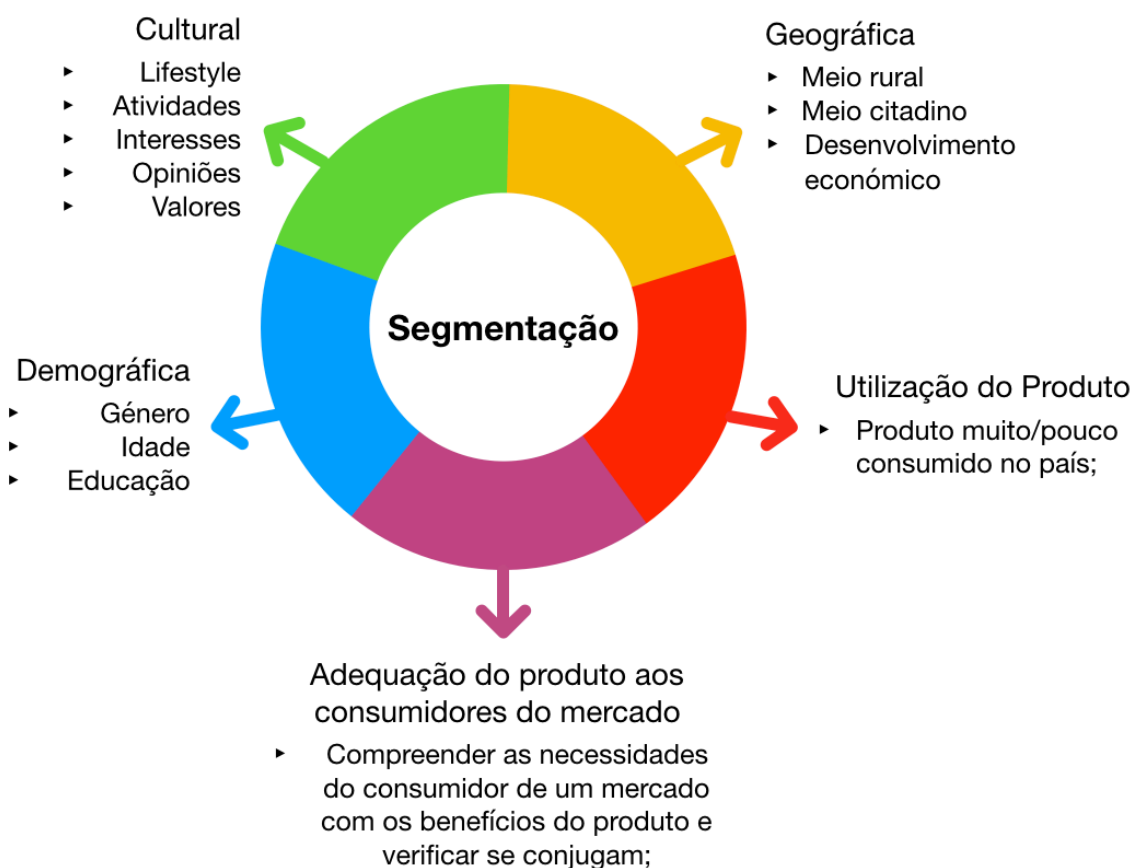 Cultural
‣ Lifestyle
‣ Atividades
‣ Interesses
‣ Opiniões
‣ Valores
Geográfica
‣ Meio rural
‣ Meio citadino
‣ Desenvolvimento
económico
Segmentação
Demográfica
‣ Género
‣ Idade
‣ Educação
Utilização do Produto
‣ Produto muito/pouco
consumido no país;
Adequação do produto aos
consumidores do mercado
‣ Compreender as necessidades
do consumidor de um mercado
com os benefícios do produto e
verificar se conjugam;